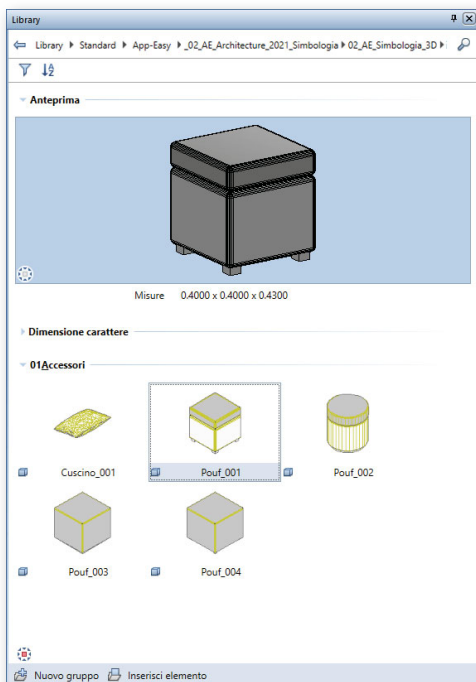 Library
Library Standard App-Easy _02_AE_Architecture_2021_Simbologia 02_AE_Simbologia_3D
Anteprima
Misure 0.4000 x 0.4000 x 0.4300
Dimensione carattere
01Accessori
Cuscino_001 Pouf_001 Pouf_002
Pouf_003 Pouf_004
Nuovo gruppo Inserisci elemento